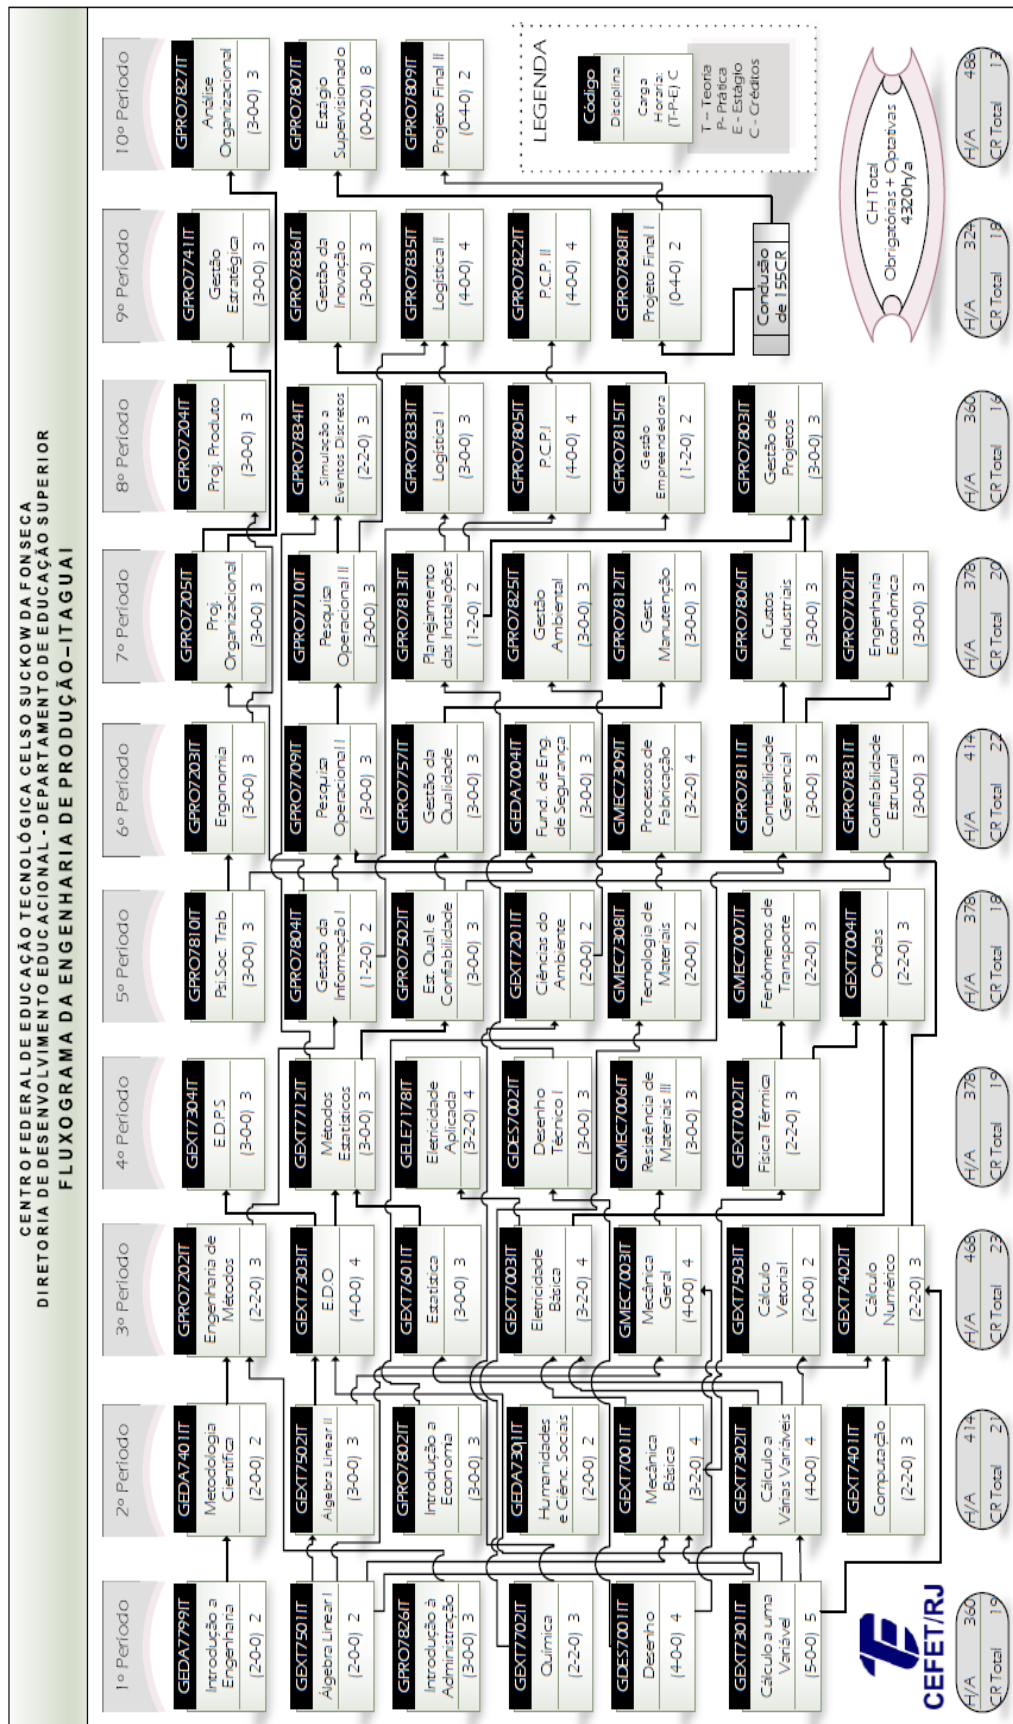 CENTRO FEDERAL DE EDUCAÇÃO TECNOLÓGICA CELSO SUCKOW DA FONSECA
DIRETORIA DE DESENVOLVIMENTO EDUCACIONAL - DEPARTAMENTO DE EDUCAÇÃO SUPERIOR
FLUXOGRAMA DA ENGENHARIA DE PRODUÇÃO–ITAGUAI
1º Período
GEDA7799IT
Introdução a
Engenharia
(2-0-0) 2
GEXT7501IT
Álgebra Linear I
(2-0-0) 2
GPRO7826IT
Introdução à
Administração
(3-0-0) 3
GEXT7702IT
Química
(2-2-0) 3
GDES7001IT
Desenho
(4-0-0) 4
GEXT7301IT
Cálculo a uma
Variável
(5-0-0) 5
CEFET/RJ
H/A 360
CR Total 19
2º Período
GEDA7401IT
Metodologia
Científica
(2-0-0) 2
GEXT7502IT
Álgebra Linear II
(3-0-0) 3
GPRO7802IT
Introdução a
Economia
(3-0-0) 3
GEDA7301IT
Humanidades
e Ciênc. Sociais
(2-0-0) 2
GEXT7001IT
Mecânica
Básica
(3-2-0) 4
GEXT7302IT
Cálculo a
Várias Variáveis
(4-0-0) 4
GEXT7401IT
Computação
(2-2-0) 3
H/A 414
CR Total 21
3º Período
GPRO7202IT
Engenharia de
Métodos
(2-2-0) 3
GEXT7303IT
E.D.O
(4-0-0) 4
GEXT7601IT
Estatística
(3-0-0) 3
GEXT7003IT
Eletricidade
Básica
(3-2-0) 4
GMEC7003IT
Mecânica
Geral
(4-0-0) 4
GEXT7503IT
Cálculo
Vetorial
(2-0-0) 2
GEXT7402IT
Cálculo
Numérico
(2-2-0) 3
H/A 468
CR Total 23
4º Período
GEXT7304IT
E.D.P.S
(3-0-0) 3
GEXT7712IT
Métodos
Estatísticos
(3-0-0) 3
GELE7178IT
Eletricidade
Aplicada
(3-2-0) 4
GDES7002IT
Desenho
Técnico I
(3-0-0) 3
GMEC7006IT
Resistência de
Materiais III
(3-0-0) 3
GEXT7002IT
Física Térmica
(2-2-0) 3
H/A 378
CR Total 19
5º Período
GPRO7810IT
Psi.Soc. Trab
(3-0-0) 3
GPRO7804IT
Gestão da
Informação I
(1-2-0) 2
GPRO7502IT
Est. Qual. e
Confiabilidade
(3-0-0) 3
GEXT7201IT
Ciências do
Ambiente
(2-0-0) 2
GMEC7308IT
Tecnologia de
Materiais
(2-0-0) 2
GMEC7007IT
Fenômenos de
Transporte
(2-2-0) 3
GEXT7004IT
Ondas
(2-2-0) 3
H/A 378
CR Total 18
6º Período
GPRO7203IT
Ergonomia
(3-0-0) 3
GPRO7709IT
Pesquisa
Operacional I
(3-0-0) 3
GPRO7757IT
Gestão da
Qualidade
(3-0-0) 3
GEDA7004IT
Fund. de Eng.
de Segurança
(3-0-0) 3
GMEC7309IT
Processos de
Fabricação
(3-2-0) 4
GPRO7811IT
Contabilidade
Gerencial
(3-0-0) 3
GPRO7831IT
Confiabilidade
Estrutural
(3-0-0) 3
H/A 414
CR Total 22
7º Período
GPRO7205IT
Proj.
Organizacional
(3-0-0) 3
GPRO7710IT
Pesquisa
Operacional II
(3-0-0) 3
GPRO7813IT
Planejamento
das Instalações
(1-2-0) 2
GPRO7825IT
Gestão
Ambental
(3-0-0) 3
GPRO7812IT
Gest.
Manutenção
(3-0-0) 3
GPRO7806IT
Custos
Industriais
(3-0-0) 3
GPRO7702IT
Engenharia
Econômica
(3-0-0) 3
H/A 378
CR Total 20
8º Período
GPRO7204IT
Proj. Produto
(3-0-0) 3
GPRO7834IT
Simulação a
Eventos Discretos
(2-2-0) 3
GPRO7833IT
Logística I
(3-0-0) 3
GPRO7805IT
P.C.P.I
(4-0-0) 4
GPRO7815IT
Gestão
Empreendedora
(1-2-0) 2
GPRO7803IT
Gestão de
Projetos
(3-0-0) 3
H/A 360
CR Total 16
9º Período
GPRO7741IT
Gestão
Estratégica
(3-0-0) 3
GPRO7836IT
Gestão da
Inovação
(3-0-0) 3
GPRO7835IT
Logística II
(4-0-0) 4
GPRO7822IT
P.C.P. II
(4-0-0) 4
GPRO7808IT
Projeto Final I
(0-4-0) 2
Conclusão
de 155CR
H/A 324
CR Total 18
10º Período
GPRO7827IT
Análise
Organizacional
(3-0-0) 3
GPRO7807IT
Estágio
Supervisionado
(0-0-20) 8
GPRO7809IT
Projeto Final II
(0-4-0) 2
LEGENDA
Código
Disciplina
Carga
Horaria:
(T-P-E) C
T – Teoria
P- Prática
E - Estágio
C - Créditos
CH Total
Obrigatórias + Optativas
4320h/a
H/A 486
CR Total 13